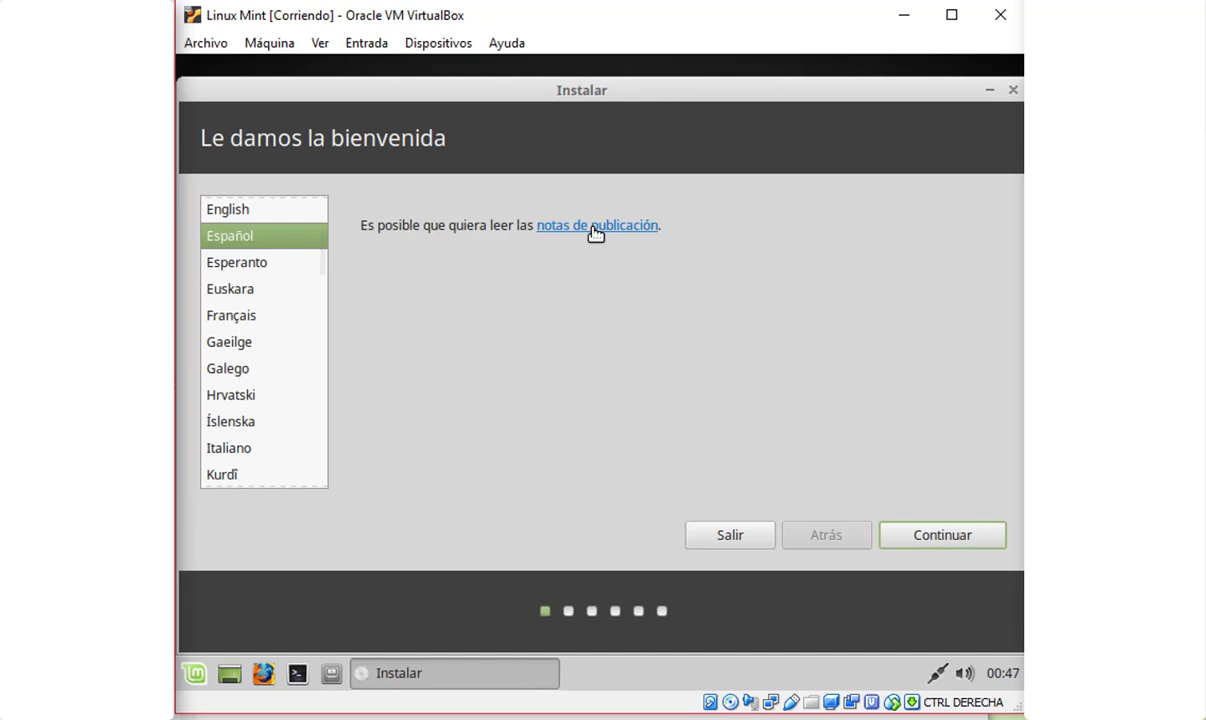 Linux Mint [Corriendo] - Oracle VM VirtualBox
Archivo Máquina Ver Entrada Dispositivos Ayuda
Instalar
Le damos la bienvenida
English
Español
Esperanto
Euskara
Français
Gaeilge
Galego
Hrvatski
Íslenska
Italiano
Kurdî
Es posible que quiera leer las notas de publicación.
Salir Atrás Continuar
Instalar 00:47
CTRL DERECHA